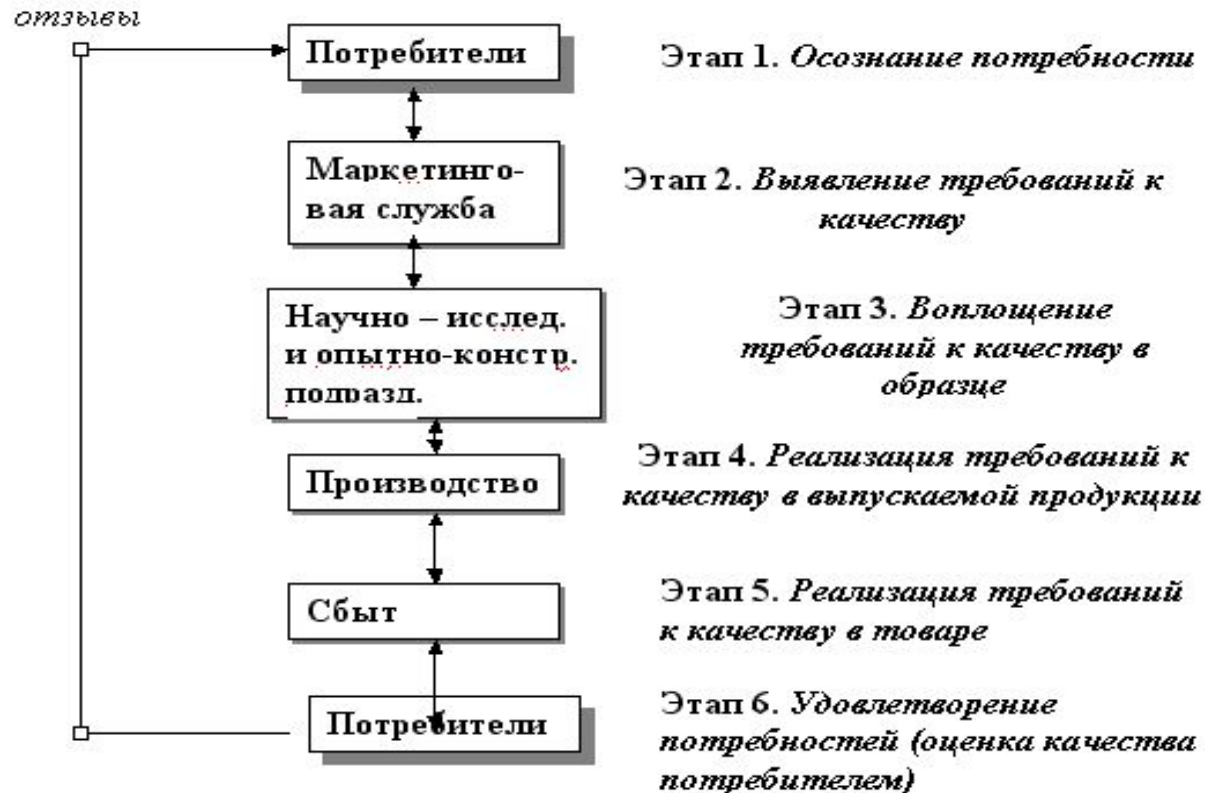 отзывы
Потребители
Этап 1. Осознание потребности
Маркетинго-
вая служба
Этап 2. Выявление требований к
качеству
Научно – исслед.
и опытно-констр.
подразд.
Этап 3. Воплощение
требований к качеству в
образце
Производство
Этап 4. Реализация требований к
качеству в выпускаемой продукции
Сбыт
Этап 5. Реализация требований
к качеству в товаре
Потребители
Этап 6. Удовлетворение
потребностей (оценка качества
потребителем)